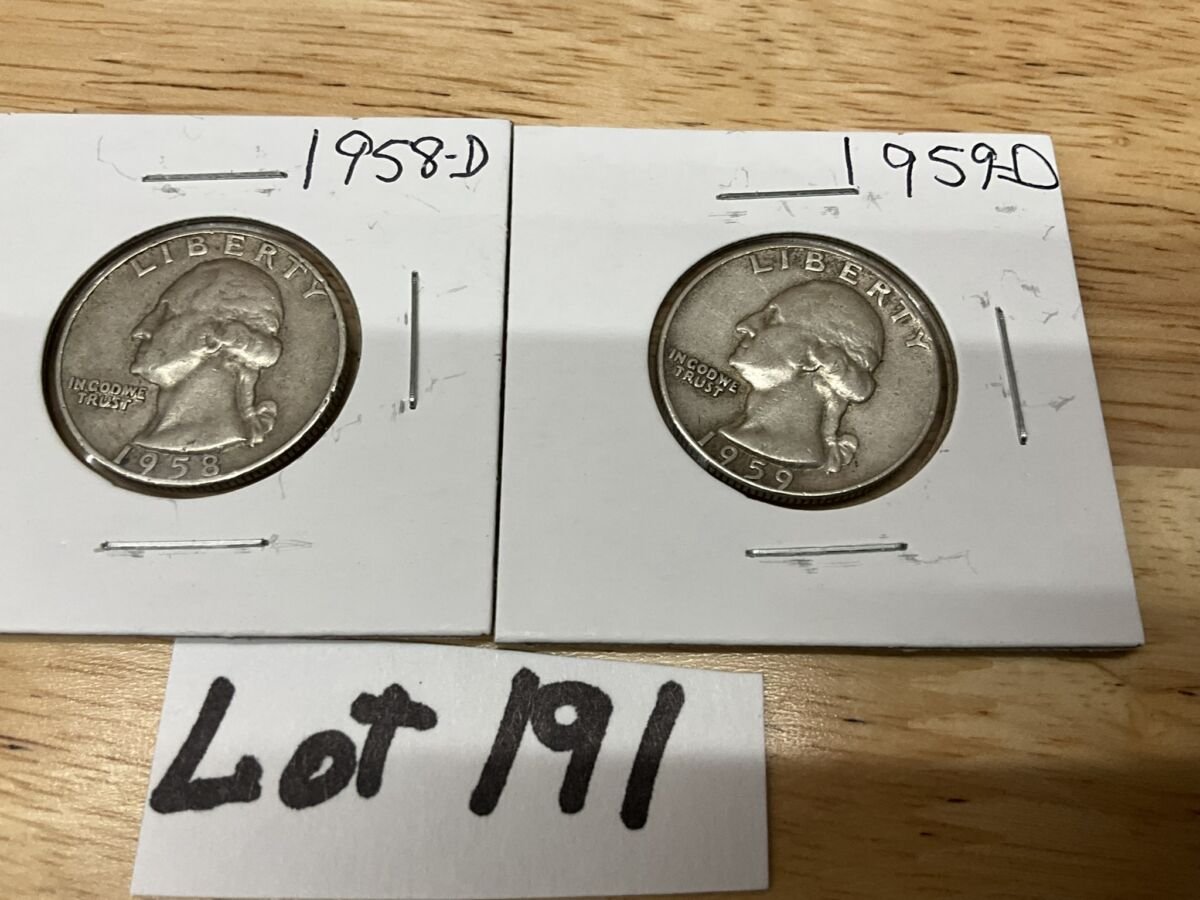 1958-D
LIBERTY
IN GOD WE
TRUST
1958
1959-D
LIBERTY
IN GOD WE
TRUST
1959
Lot 191